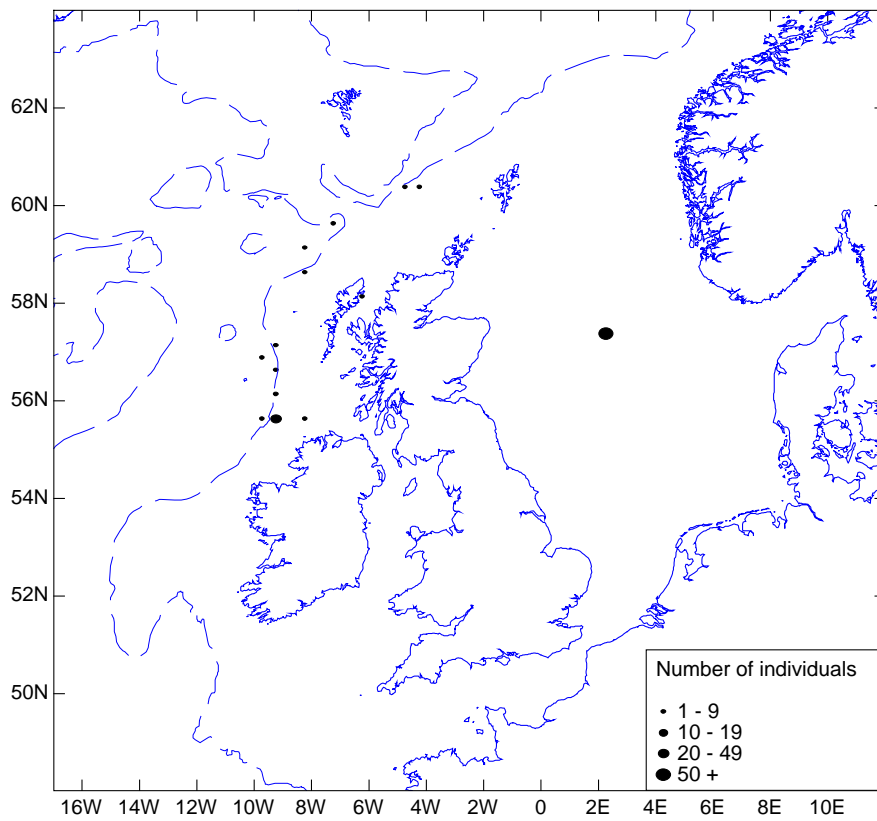 62N
60N
58N
56N
54N
52N
50N
Number of individuals
1 - 9
10 - 19
20 - 49
50 +
16W 14W 12W 10W 8W 6W 4W 2W 0 2E 4E 6E 8E 10E